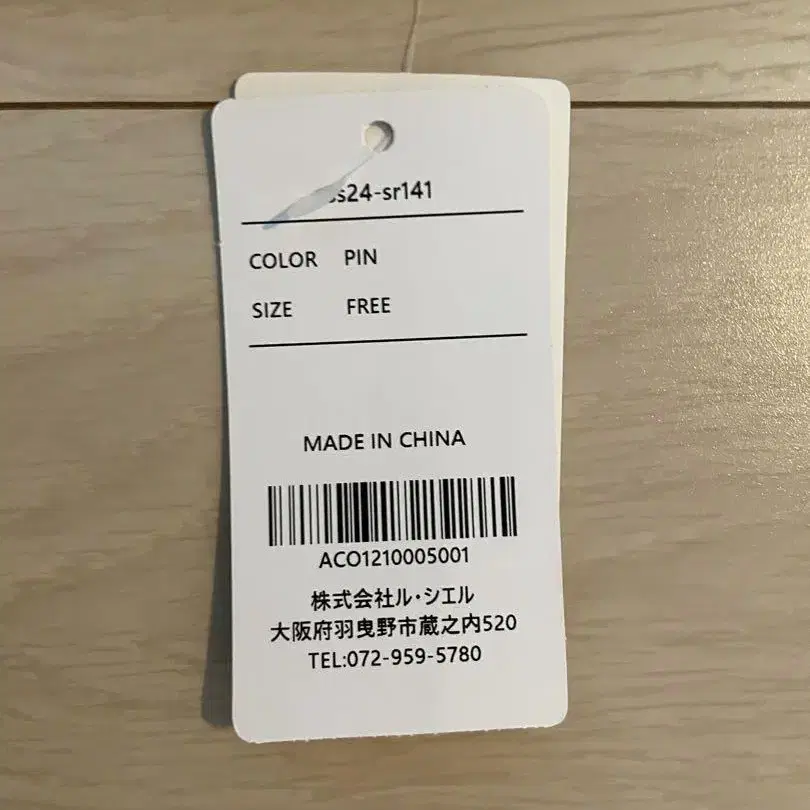 s24-sr141
COLOR PIN
SIZE FREE
MADE IN CHINA
ACO1210005001
株式会社ル・シエル
大阪府羽曳野市蔵之内520
TEL:072-959-5780